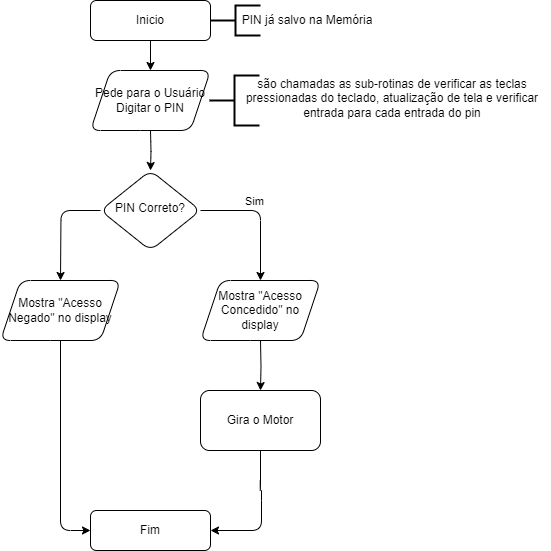 Inicio
PIN já salvo na Memória
Pede para o Usuário
Digitar o PIN
são chamadas as sub-rotinas de verificar as teclas
pressionadas do teclado, atualização de tela e verificar
entrada para cada entrada do pin
PIN Correto?
Sim
Mostra "Acesso
Negado" no display
Mostra "Acesso
Concedido" no
display
Gira o Motor
Fim